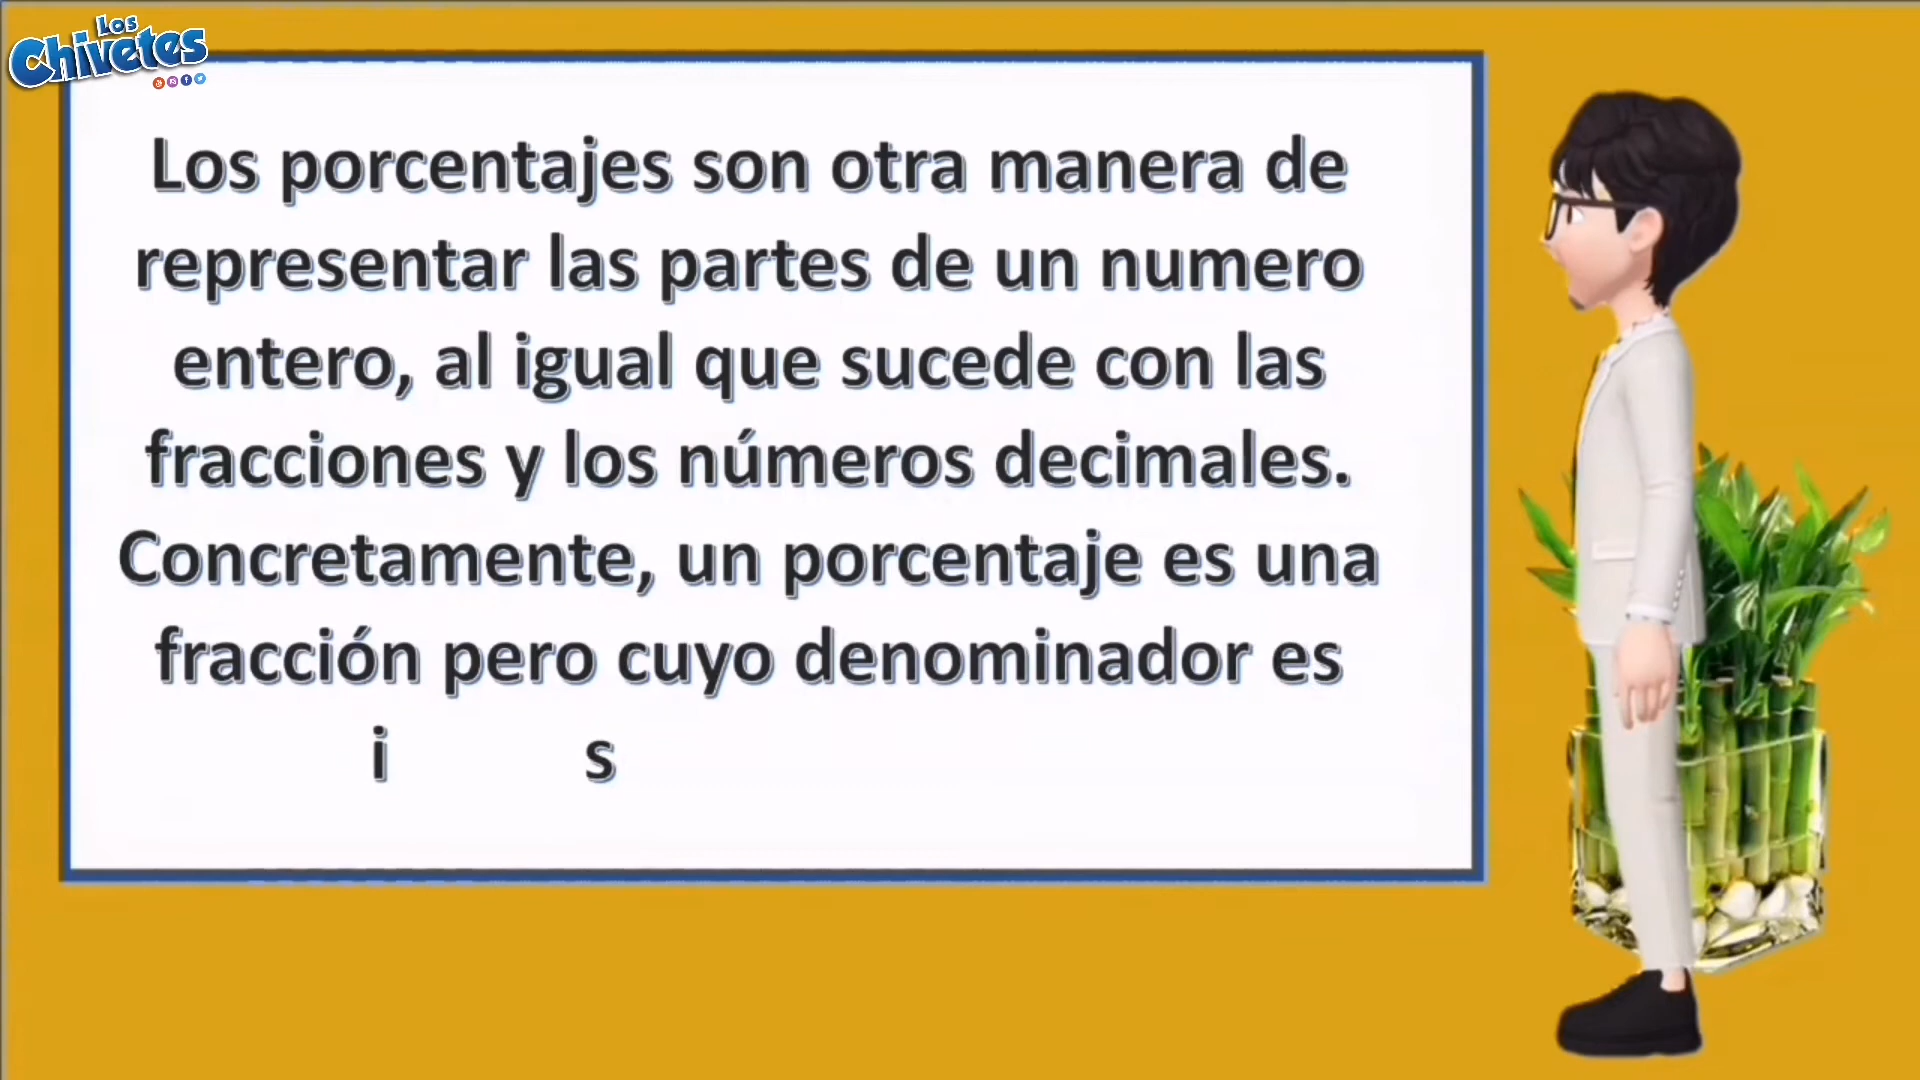 Los
Chivetes
Los porcentajes son otra manera de
representar las partes de un numero
entero, al igual que sucede con las
fracciones y los números decimales.
Concretamente, un porcentaje es una
fracción pero cuyo denominador es
i s